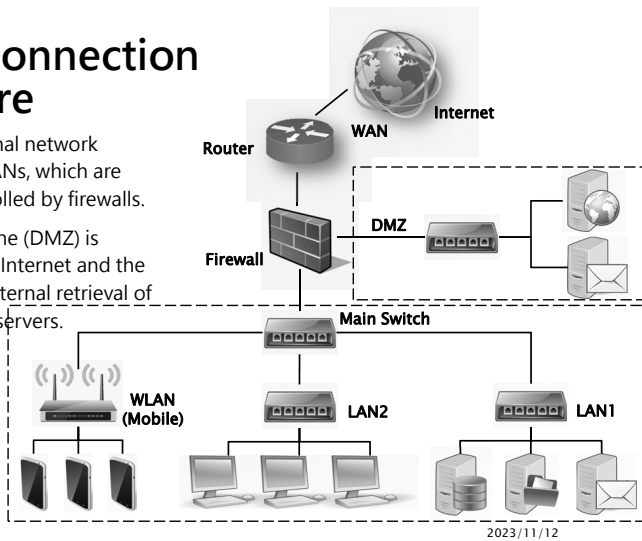 onnection
re
nal network
ANs, which are
olled by firewalls.
ne (DMZ) is
Internet and the
ternal retrieval of
servers.
Internet
WAN
Router
DMZ
Firewall
Main Switch
WLAN
(Mobile)
LAN2
LAN1
2023/11/12